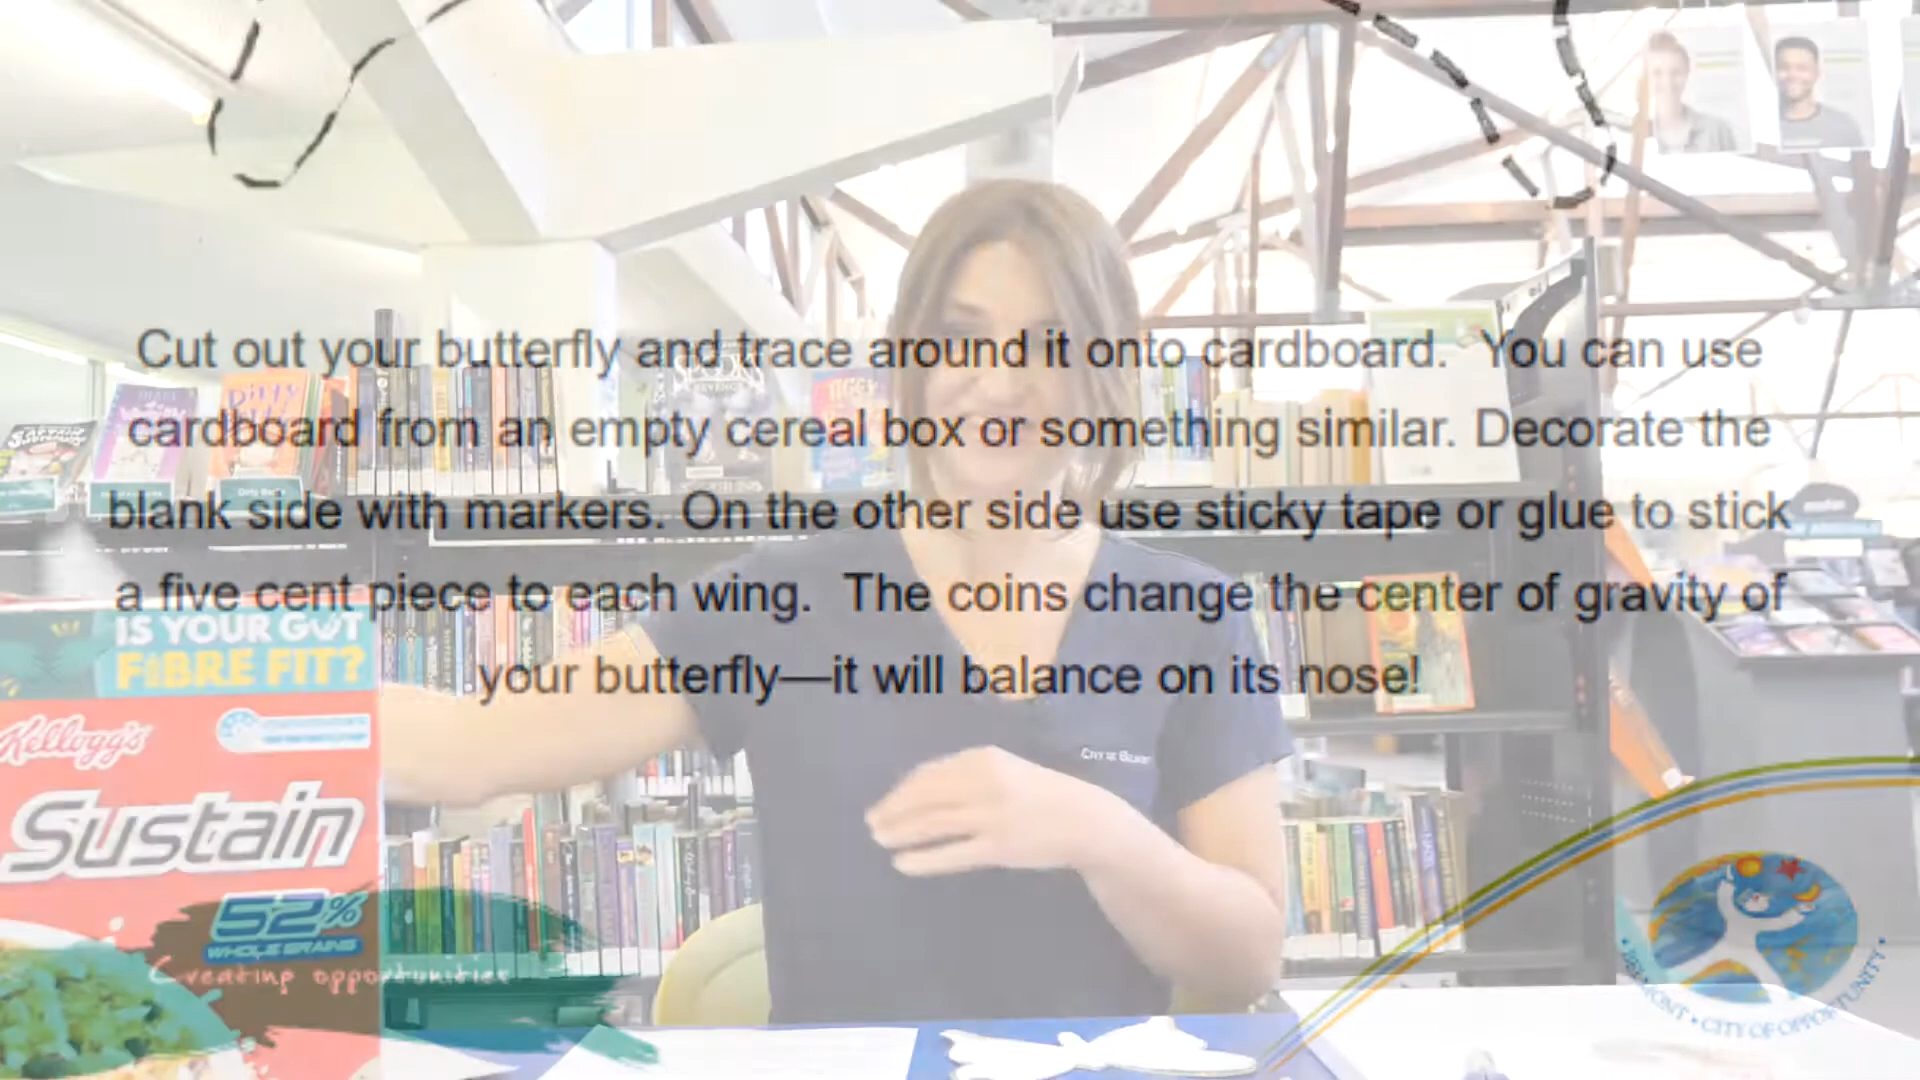 Cut out your butterfly and trace around it onto cardboard. You can use
cardboard from an empty cereal box or something similar. Decorate the
blank side with markers. On the other side use sticky tape or glue to stick
a five cent piece to each wing. The coins change the center of gravity of
your butterfly—it will balance on its nose!
IS YOUR GUT
FIBRE FIT?
Kellogg's
Sustain
52%
WHOLE GRAINS
Creating opportunities
CITY OF BELMONT
BELMONT • CITY OF OPPORTUNITY